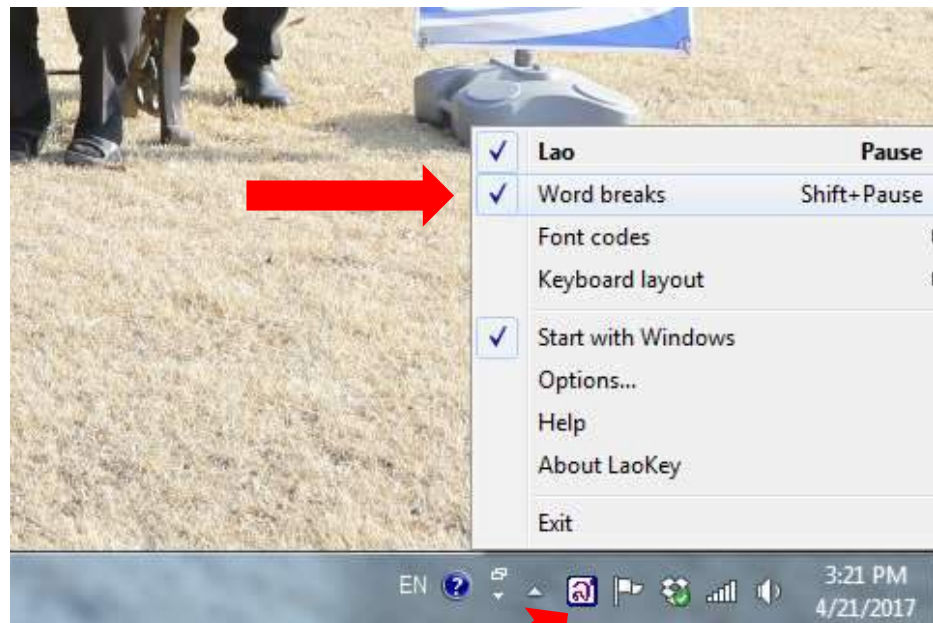 Lao Pause
Word breaks Shift+Pause
Font codes
Keyboard layout
Start with Windows
Options...
Help
About LaoKey
Exit
EN ? ລ 3:21 PM
4/21/2017